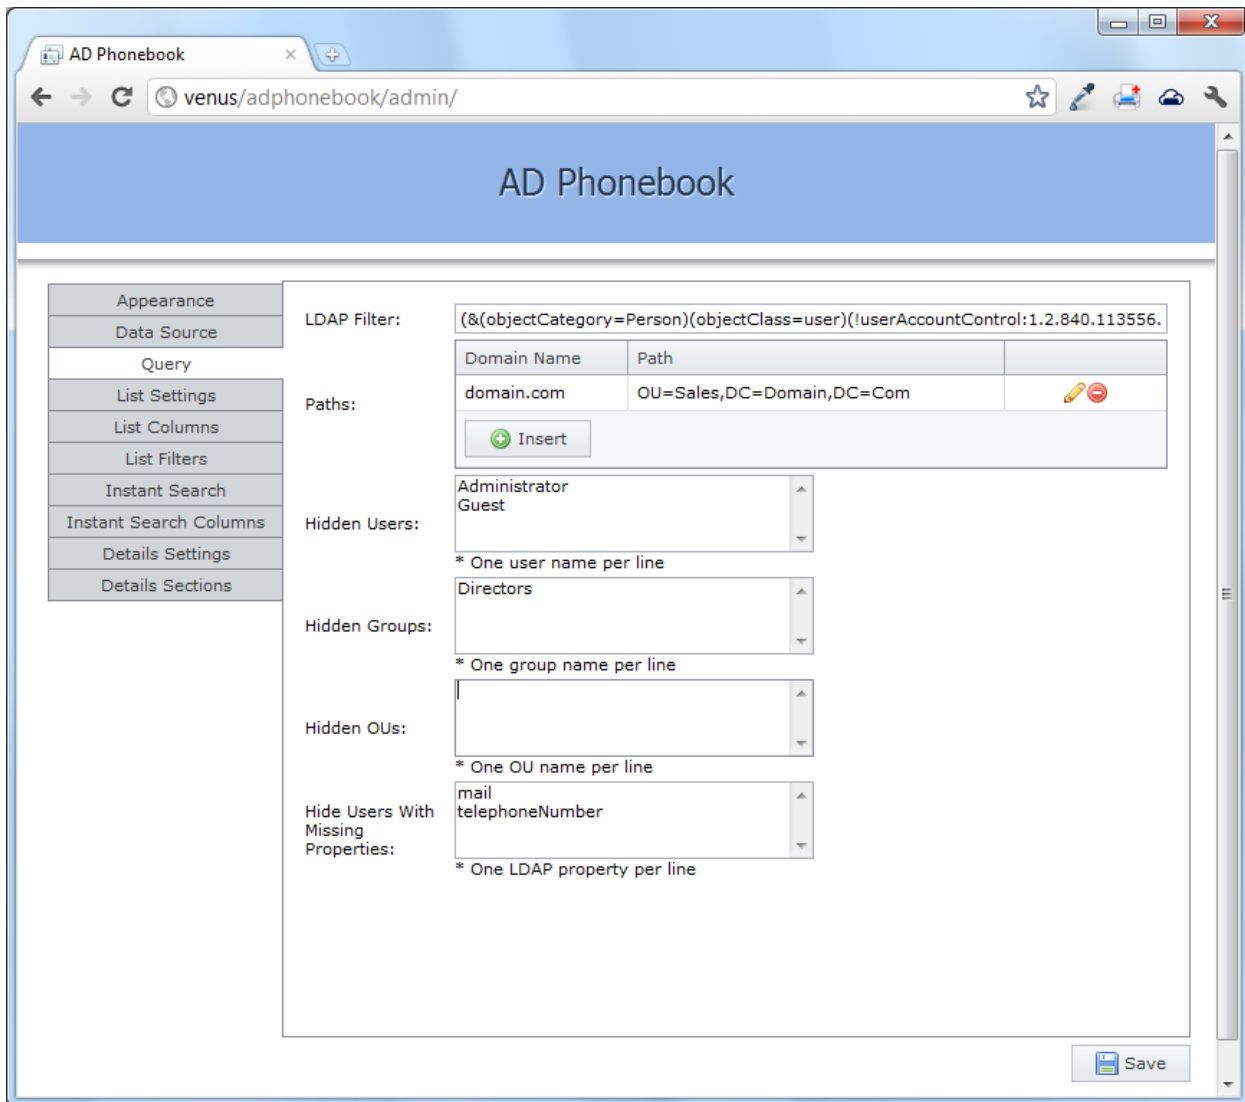 AD Phonebook
venus/adphonebook/admin/
AD Phonebook
Appearance
Data Source
Query
List Settings
List Columns
List Filters
Instant Search
Instant Search Columns
Details Settings
Details Sections
LDAP Filter: (&(objectCategory=Person)(objectClass=user)(!userAccountControl:1.2.840.113556.
Paths:
Domain Name Path
domain.com OU=Sales,DC=Domain,DC=Com
Insert
Hidden Users:
Administrator
Guest
* One user name per line
Hidden Groups:
Directors
* One group name per line
Hidden OUs:
* One OU name per line
Hide Users With
Missing
Properties:
mail
telephoneNumber
* One LDAP property per line
Save